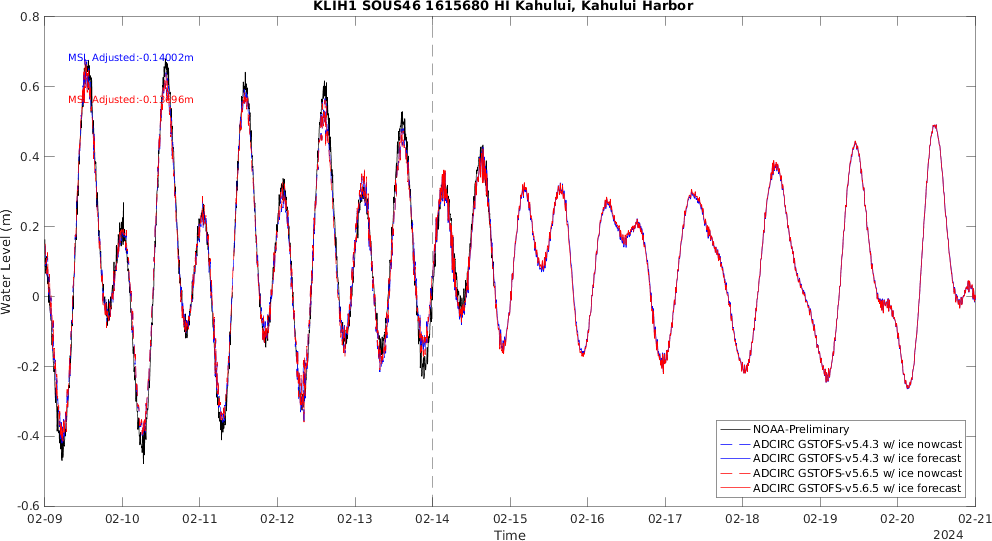 KLIH1 SOUS46 1615680 HI Kahului, Kahului Harbor
0.8
0.6
0.4
0.2
0
-0.2
-0.4
-0.6
Water Level (m)
MSL Adjusted:-0.14002m
MSL Adjusted:
NOAA-Preliminary
ADCIRC GSTOFS-v5.4.3 w/ ice nowcast
ADCIRC GSTOFS-v5.4.3 w/ ice forecast
ADCIRC GSTOFS-v5.6.5 w/ ice nowcast
ADCIRC GSTOFS-v5.6.5 w/ ice forecast
02-09 02-10 02-11 02-12 02-13 02-14 02-15 02-16 02-17 02-18 02-19 02-20 02-21
Time
2024